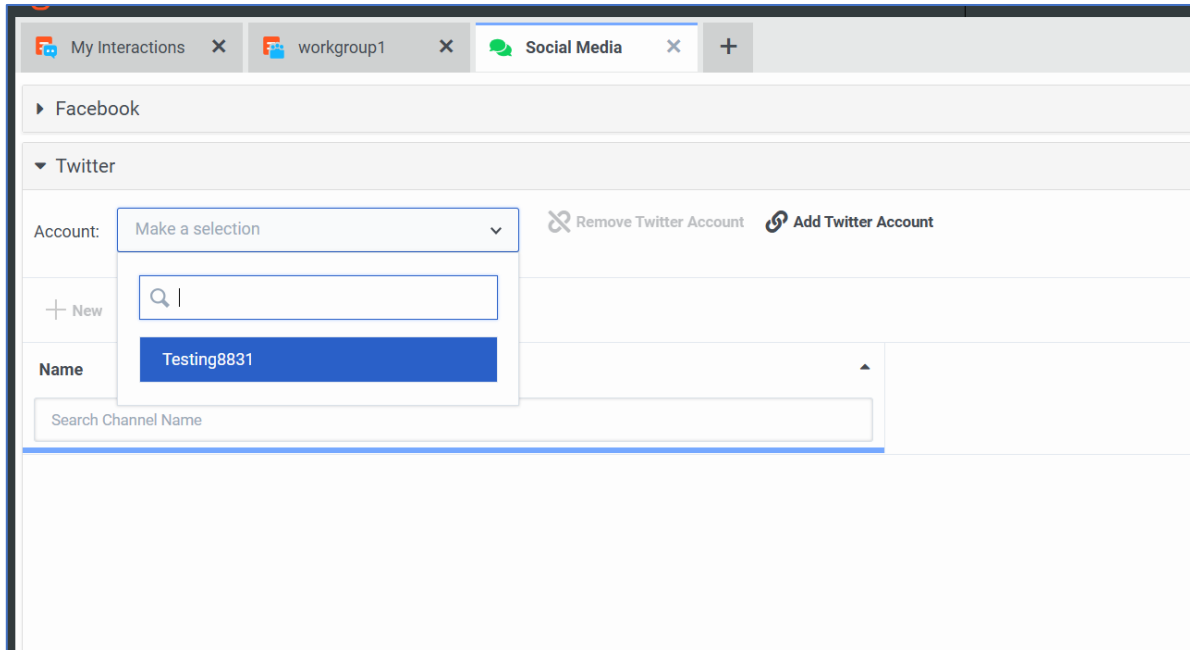 My Interactions
workgroup1
Social Media
Facebook
Twitter
Account:
Make a selection
Remove Twitter Account
Add Twitter Account
New
Testing8831
Name
Search Channel Name